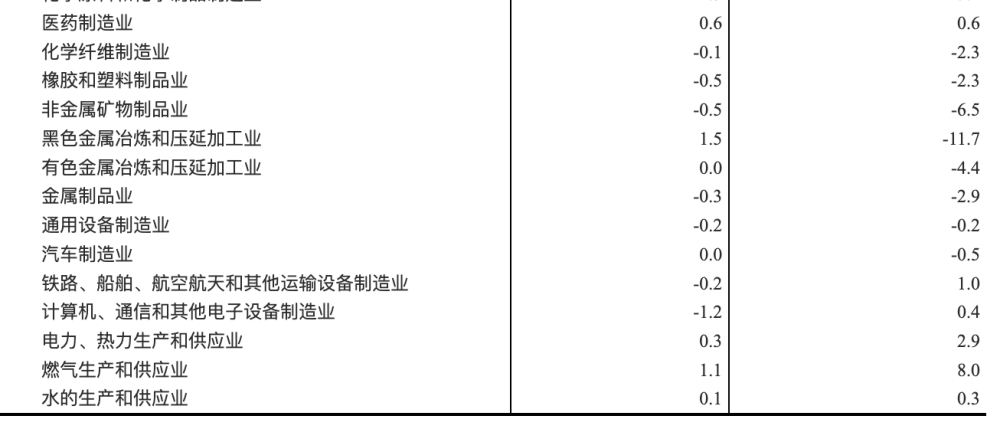 医药制造业 0.6 0.6
化学纤维制造业 -0.1 -2.3
橡胶和塑料制品业 -0.5 -2.3
非金属矿物制品业 -0.5 -6.5
黑色金属冶炼和压延加工业 1.5 -11.7
有色金属冶炼和压延加工业 0.0 -4.4
金属制品业 -0.3 -2.9
通用设备制造业 -0.2 -0.2
汽车制造业 0.0 -0.5
铁路、船舶、航空航天和其他运输设备制造业 -0.2 1.0
计算机、通信和其他电子设备制造业 -1.2 0.4
电力、热力生产和供应业 0.3 2.9
燃气生产和供应业 1.1 8.0
水的生产和供应业 0.1 0.3